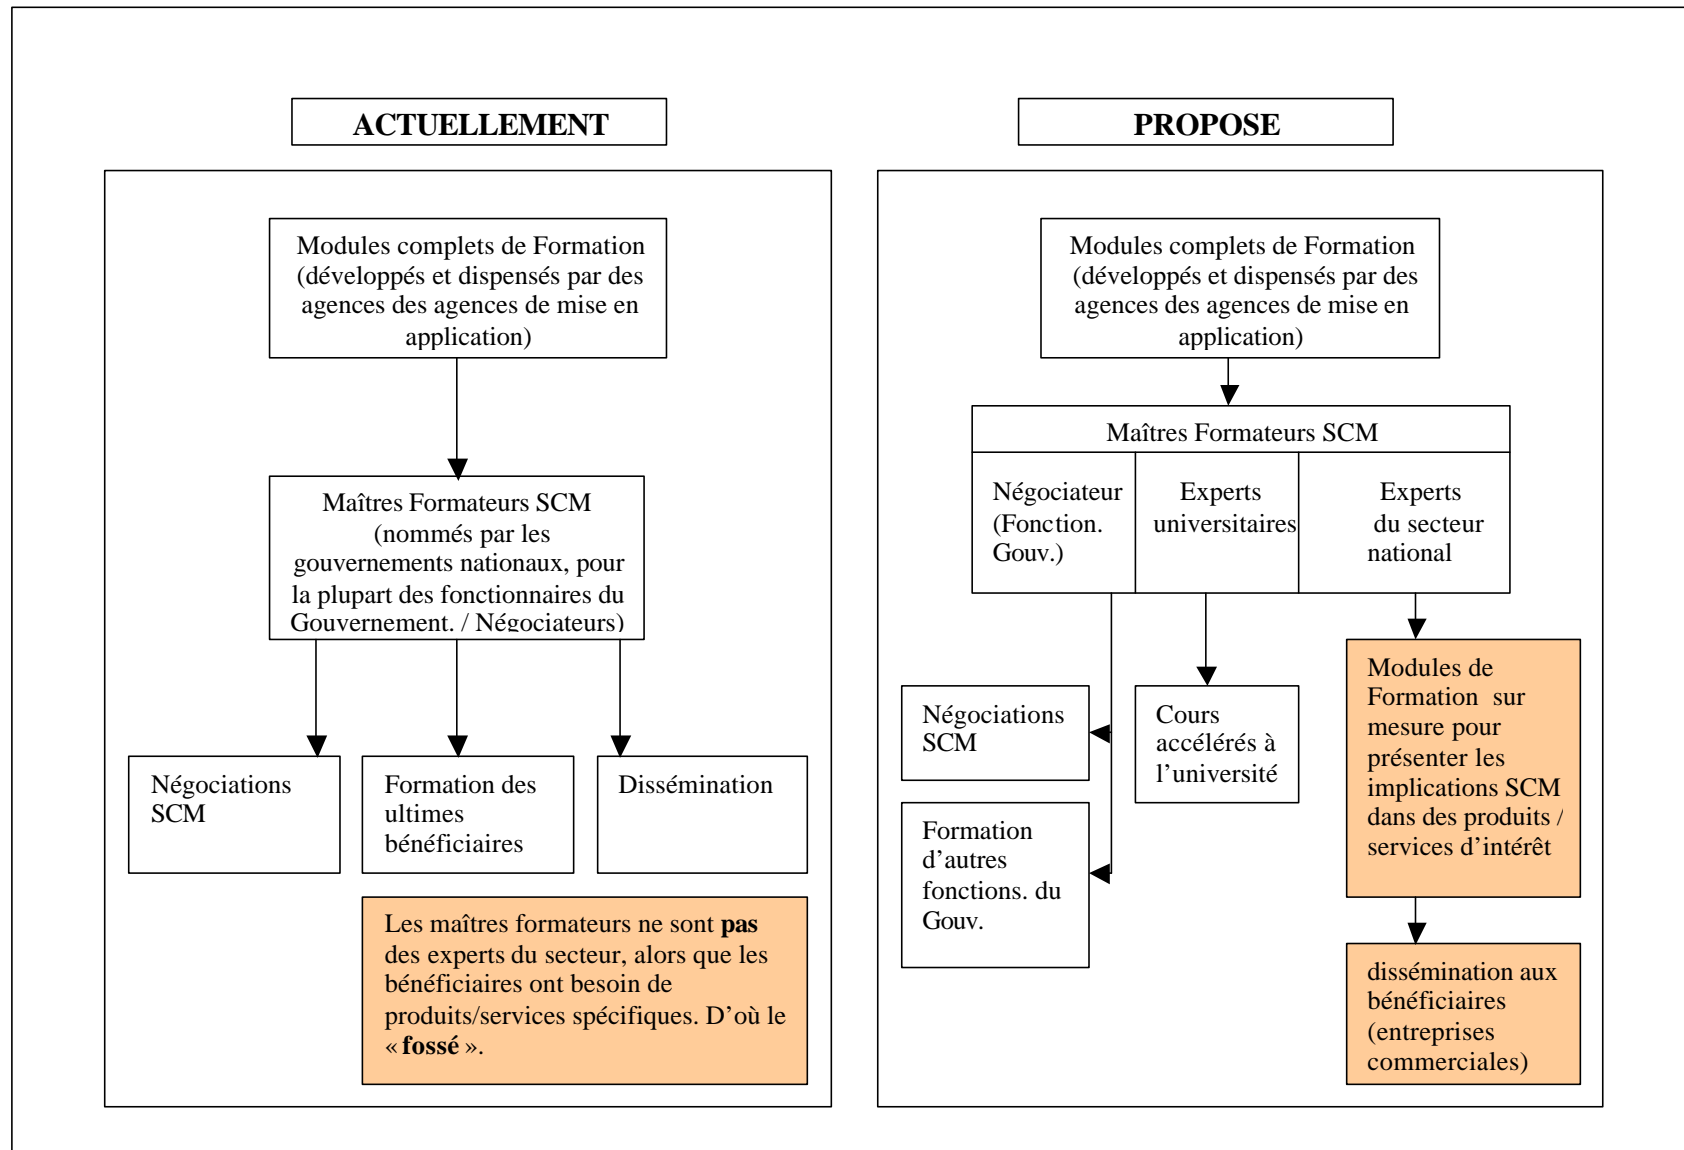 ACTUELLEMENT
Modules complets de Formation
(développés et dispensés par des
agences des agences de mise en
application)
Maîtres Formateurs SCM
(nommés par les
gouvernements nationaux, pour
la plupart des fonctionnaires du
Gouvernement. / Négociateurs)
Négociations
SCM
Formation des
ultimes
bénéficiaires
Dissémination
Les maîtres formateurs ne sont pas
des experts du secteur, alors que les
bénéficiaires ont besoin de
produits/services spécifiques. D’où le
« fossé ».
PROPOSE
Modules complets de Formation
(développés et dispensés par des
agences des agences de mise en
application)
Maîtres Formateurs SCM
Négociateur
(Fonction.
Gouv.)
Experts
universitaires
Experts
du secteur
national
Négociations
SCM
Formation
d’autres
fonctions. du
Gouv.
Cours
accélérés à
l’université
Modules de
Formation sur
mesure pour
présenter les
implications SCM
dans des produits /
services d’intérêt
dissémination aux
bénéficiaires
(entreprises
commerciales)